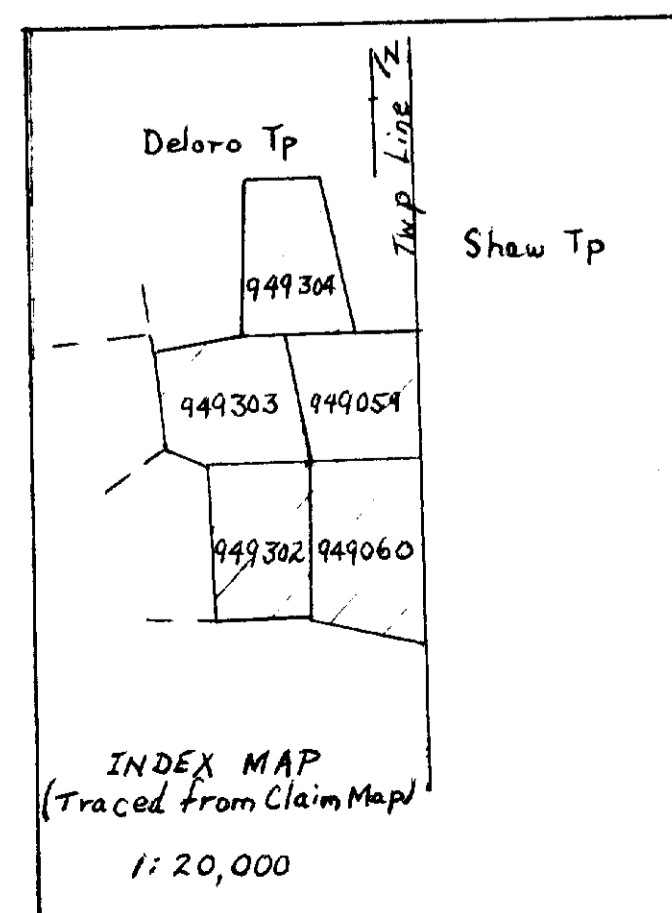 Deloro Tp
Twp Line
N
Shaw Tp
949304
949303
949059
949302
949060
INDEX MAP
(Traced from Claim Map)
1: 20,000